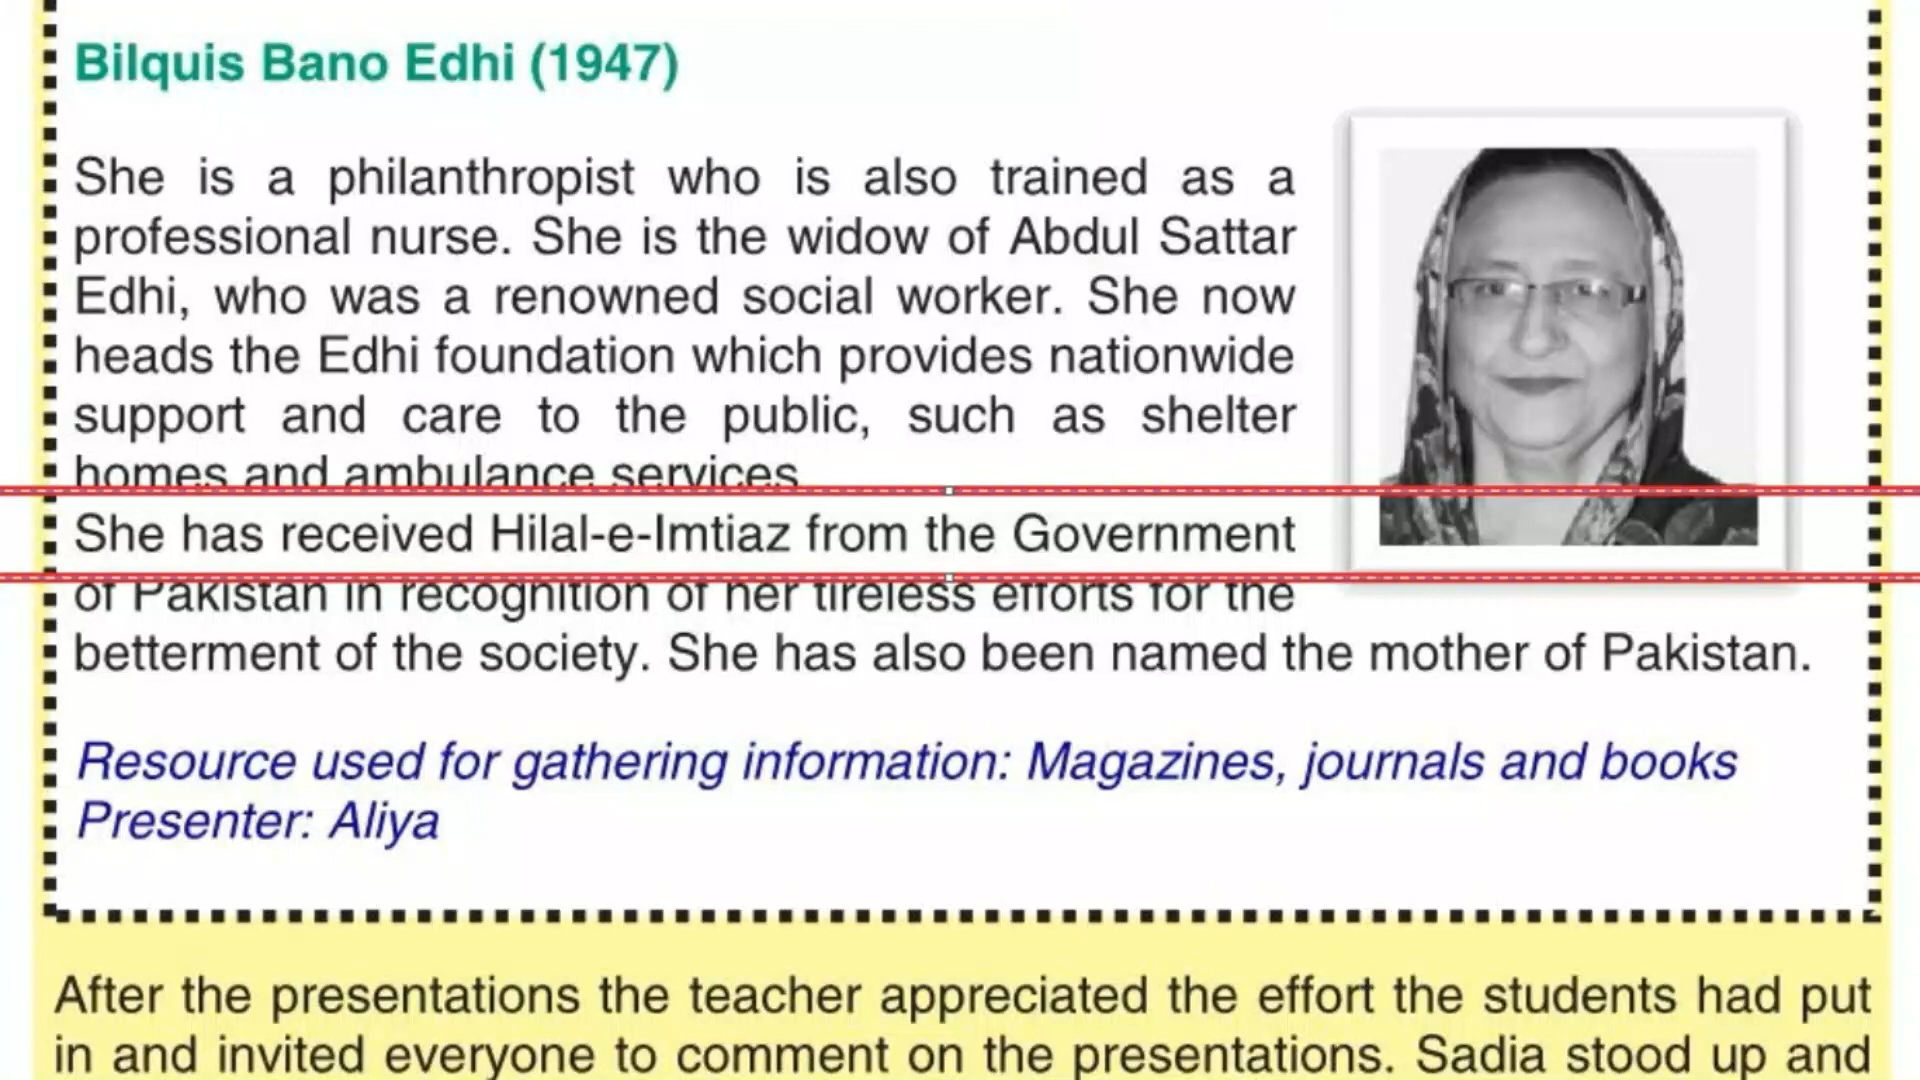 Bilquis Bano Edhi (1947)
She is a philanthropist who is also trained as a
professional nurse. She is the widow of Abdul Sattar
Edhi, who was a renowned social worker. She now
heads the Edhi foundation which provides nationwide
support and care to the public, such as shelter
homes and ambulance services
She has received Hilal-e-Imtiaz from the Government
of Pakistan in recognition of her tireless efforts for the
betterment of the society. She has also been named the mother of Pakistan.
Resource used for gathering information: Magazines, journals and books
Presenter: Aliya
After the presentations the teacher appreciated the effort the students had put
in and invited everyone to comment on the presentations. Sadia stood up and